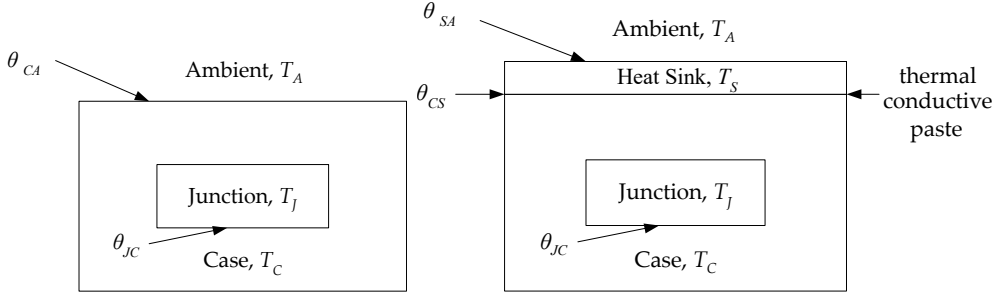 θCA
Ambient, TA
Junction, TJ
θJC
Case, TC
θSA
Ambient, TA
Heat Sink, TS
θCS
thermal
conductive
paste
Junction, TJ
θJC
Case, TC